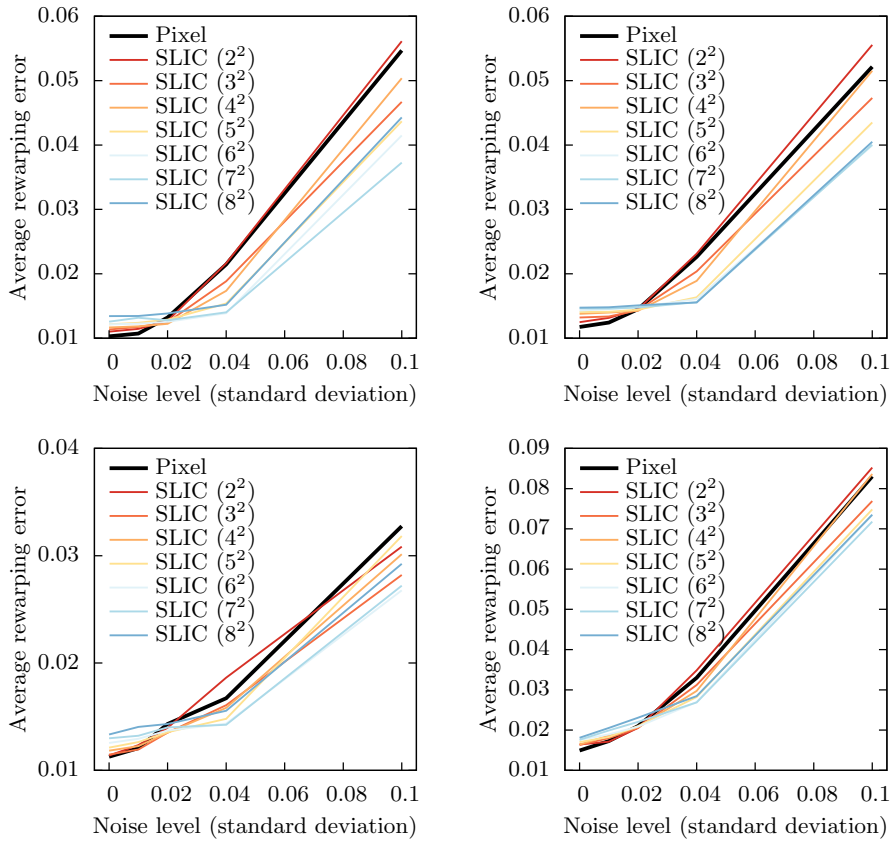 0.06
0.05
0.04
0.03
0.02
0.01
Average rewarping error
Pixel
SLIC (2²)
SLIC (3²)
SLIC (4²)
SLIC (5²)
SLIC (6²)
SLIC (7²)
SLIC (8²)
0 0.02 0.04 0.06 0.08 0.1
Noise level (standard deviation)
0.06
0.05
0.04
0.03
0.02
0.01
Average rewarping error
Pixel
SLIC (2²)
SLIC (3²)
SLIC (4²)
SLIC (5²)
SLIC (6²)
SLIC (7²)
SLIC (8²)
0 0.02 0.04 0.06 0.08 0.1
Noise level (standard deviation)
0.04
0.03
0.02
0.01
Average rewarping error
Pixel
SLIC (2²)
SLIC (3²)
SLIC (4²)
SLIC (5²)
SLIC (6²)
SLIC (7²)
SLIC (8²)
0 0.02 0.04 0.06 0.08 0.1
Noise level (standard deviation)
0.09
0.08
0.07
0.06
0.05
0.04
0.03
0.02
0.01
Average rewarping error
Pixel
SLIC (2²)
SLIC (3²)
SLIC (4²)
SLIC (5²)
SLIC (6²)
SLIC (7²)
SLIC (8²)
0 0.02 0.04 0.06 0.08 0.1
Noise level (standard deviation)